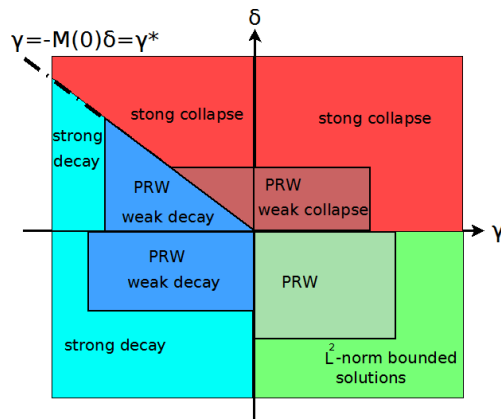 δ
γ=-M(0)δ=γ*
stong collapse
stong collapse
strong
decay
PRW
weak decay
PRW
weak collapse
γ
PRW
weak decay
PRW
strong decay
L²-norm bounded
solutions